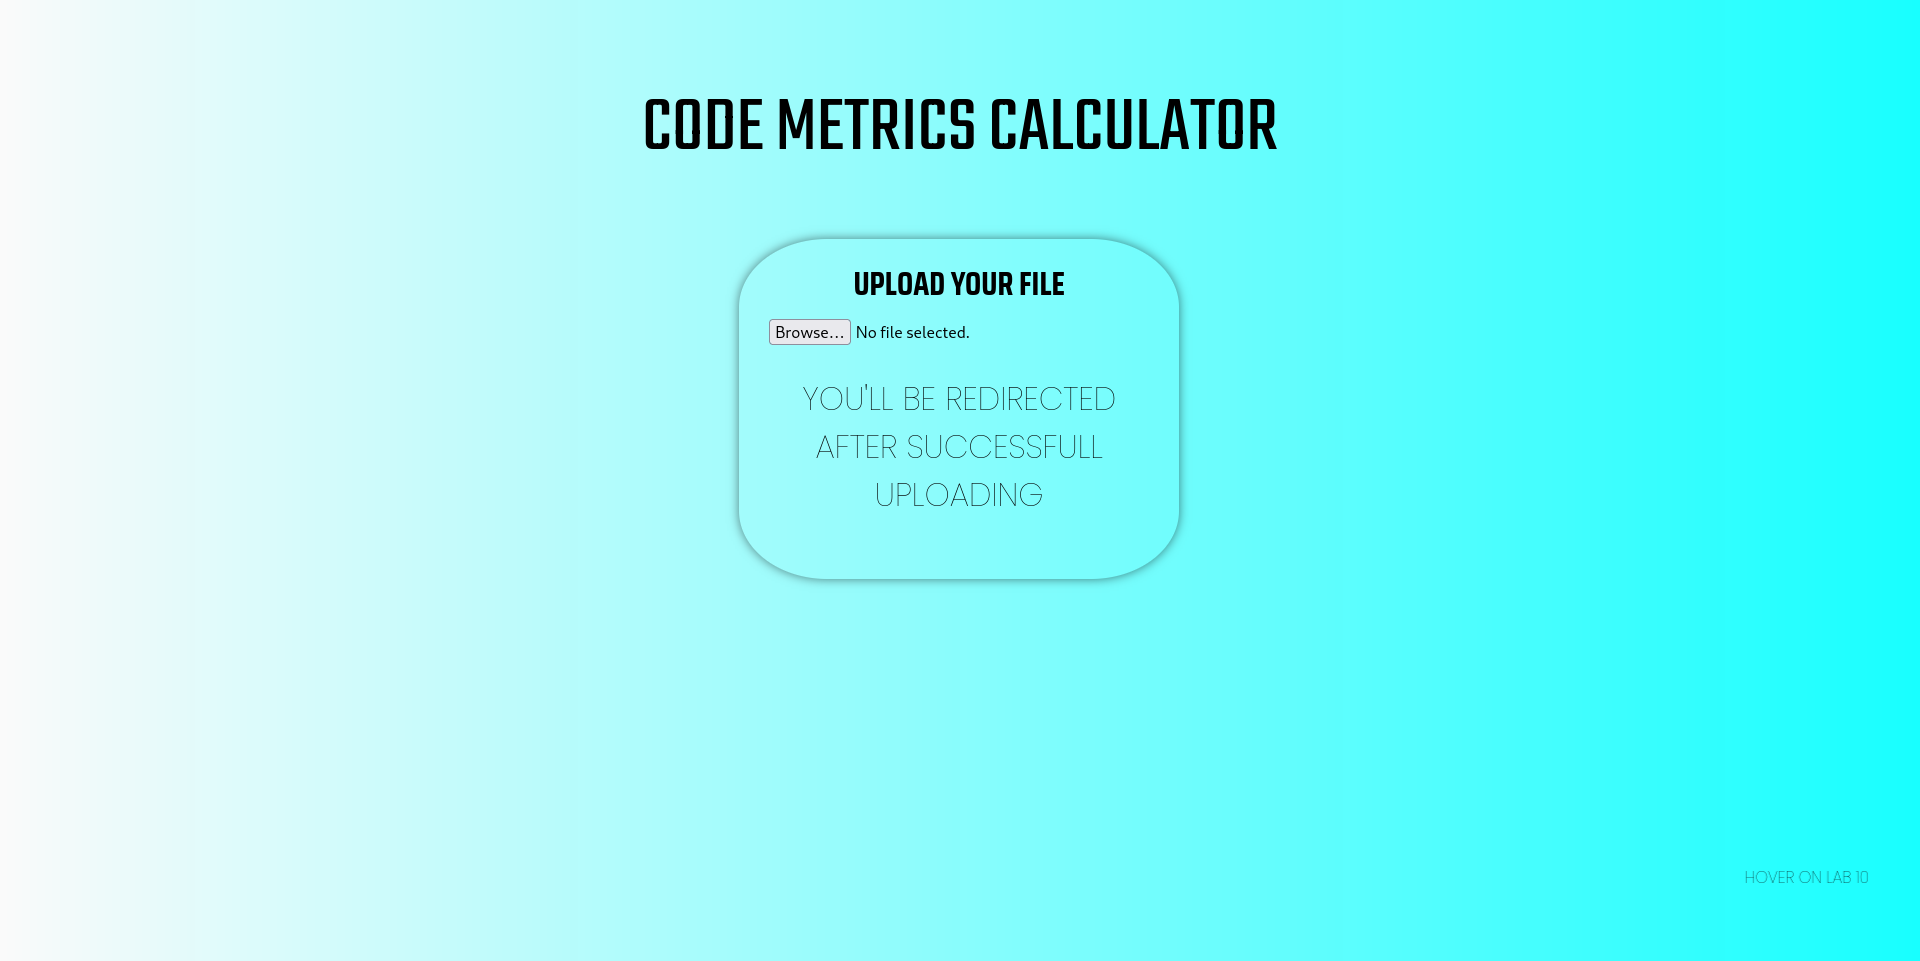 CODE METRICS CALCULATOR
UPLOAD YOUR FILE
Browse... No file selected.
YOU'LL BE REDIRECTED
AFTER SUCCESSFULL
UPLOADING
HOVER ON LAB 10